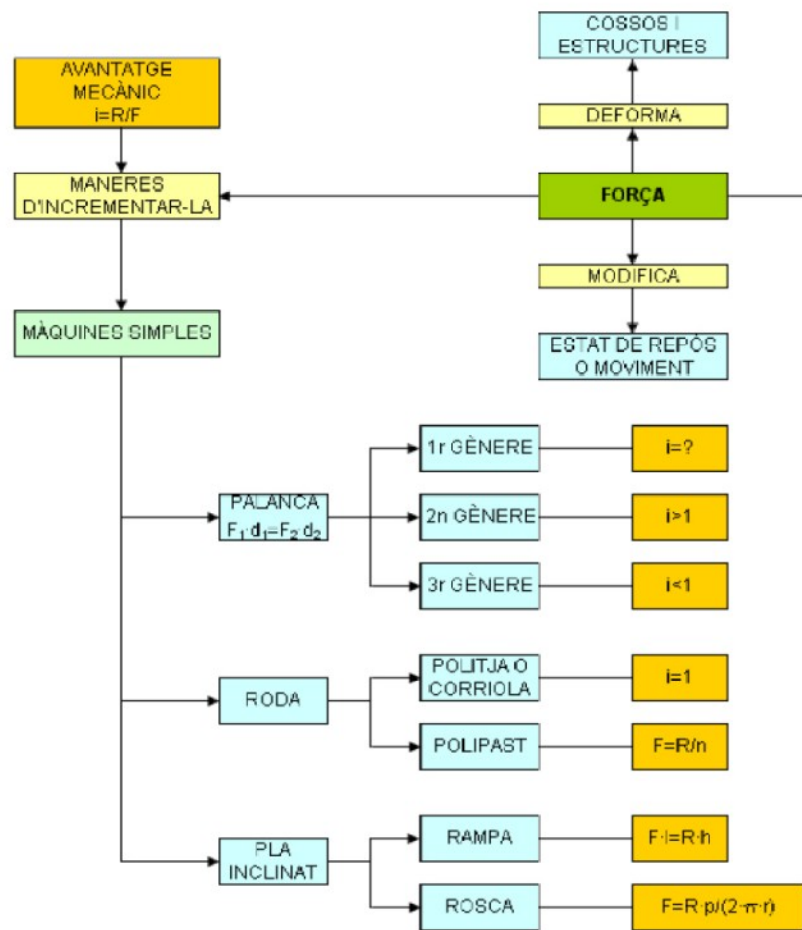 COSSOS I
ESTRUCTURES
AVANTATGE
MECÀNIC
i=R/F
DEFORMA
MANERES
D'INCREMENTAR-LA
FORÇA
MODIFICA
MÀQUINES SIMPLES
ESTAT DE REPÒS
O MOVIMENT
1r GÈNERE
i=?
PALANCA
F₁·d₁=F₂·d₂
2n GÈNERE
i>1
3r GÈNERE
i<1
RODA
POLITJA O
CORRIOLA
i=1
POLIPAST
F=R/n
PLA
INCLINAT
RAMPA
F·l=R·h
ROSCA
F=R·p/(2·π·r)